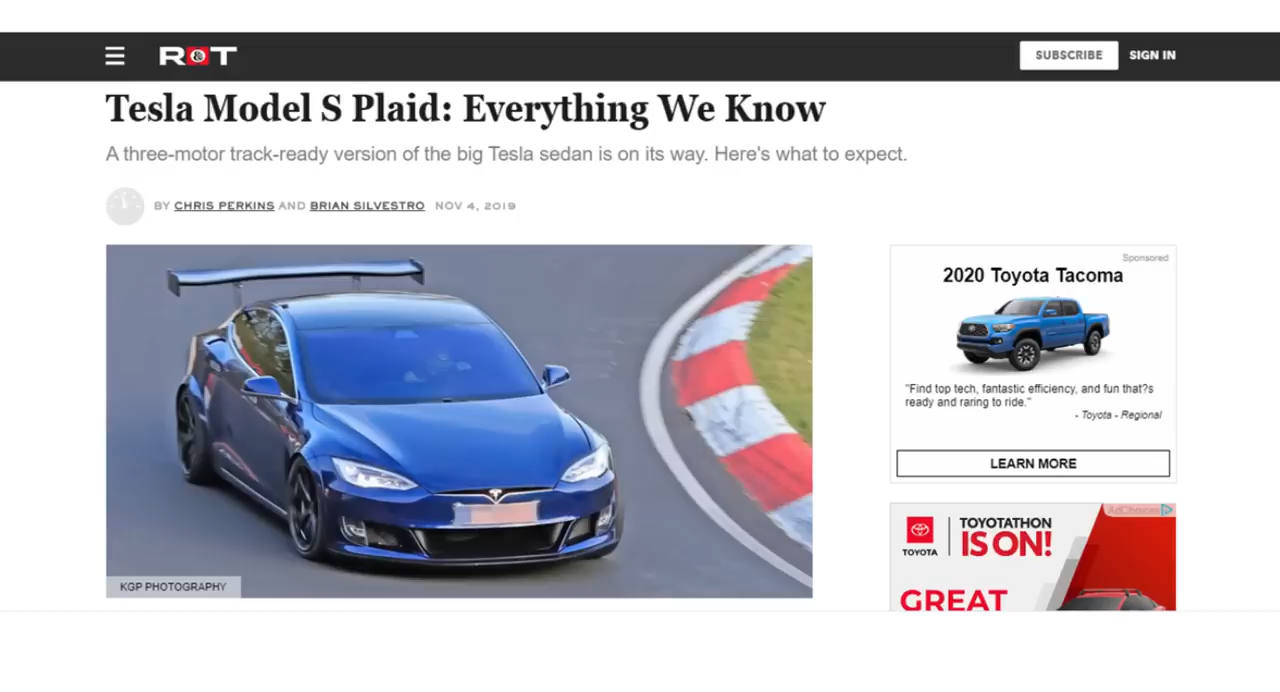 R&T
SUBSCRIBE
SIGN IN
Tesla Model S Plaid: Everything We Know
A three-motor track-ready version of the big Tesla sedan is on its way. Here's what to expect.
BY CHRIS PERKINS AND BRIAN SILVESTRO NOV 4, 2019
KGP PHOTOGRAPHY
Sponsored
2020 Toyota Tacoma
"Find top tech, fantastic efficiency, and fun that?s
ready and raring to ride."
- Toyota - Regional
LEARN MORE
AdChoices
TOYOTA
TOYOTATHON
IS ON!
GREAT